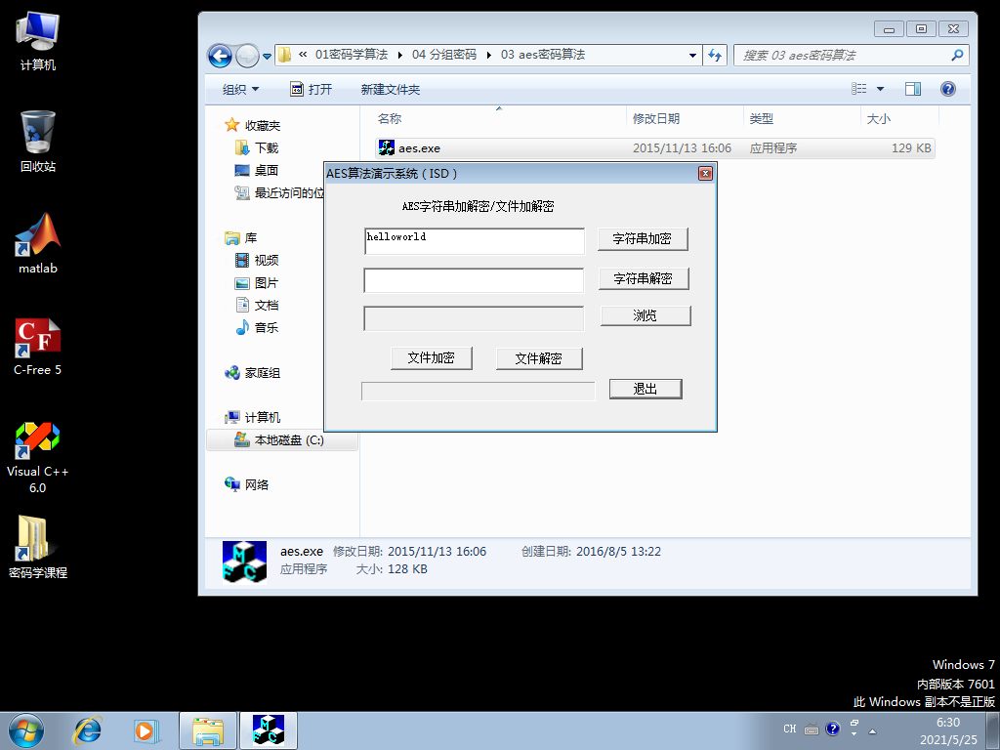 计算机
回收站
matlab
C-Free 5
Visual C++
6.0
密码学课程
« 01密码学算法 04 分组密码 03 aes密码算法
搜索 03 aes密码算法
组织 打开 新建文件夹
名称 修改日期 类型 大小
aes.exe 2015/11/13 16:06 应用程序 129 KB
收藏夹
下载
桌面
最近访问的位
库
视频
图片
文档
音乐
家庭组
计算机
本地磁盘 (C:)
网络
AES算法演示系统 ( ISD )
AES字符串加解密/文件加解密
helloworld
字符串加密
字符串解密
浏览
文件加密 文件解密
退出
aes.exe 修改日期: 2015/11/13 16:06 创建日期: 2016/8/5 13:22
应用程序 大小: 128 KB
Windows 7
内部版本 7601
此 Windows 副本不是正版
CH
6:30
2021/5/25